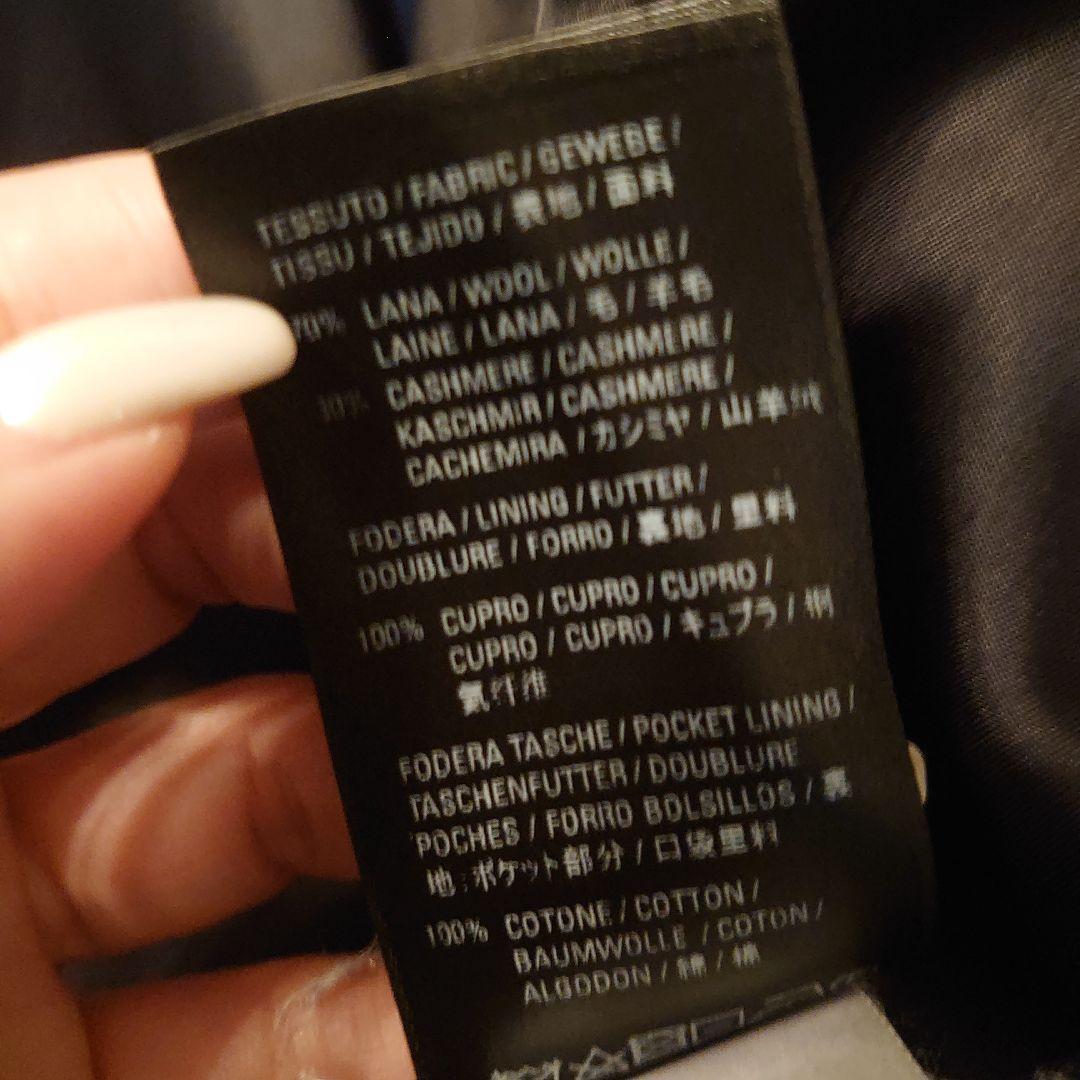 TESSUTO / FABRIC / GEWEBE /
TISSU / TEJIDO / 表地 / 面料
70% LANA / WOOL / WOLLE /
LAINE / LANA / 毛 / 羊毛
30% CASHMERE / CASHMERE /
KASCHMIR / CASHMERE /
CACHEMIRA / カシミヤ / 山羊绒
FODERA / LINING / FUTTER /
DOUBLURE / FORRO / 裏地 / 里料
100% CUPRO / CUPRO / CUPRO /
CUPRO / CUPRO / キュプラ / 铜
氨纤维
FODERA TASCHE / POCKET LINING /
TASCHENFUTTER / DOUBLURE
POCHES / FORRO BOLSILLOS / 裏
地:ポケット部分 / 口袋里料
100% COTONE / COTTON /
BAUMWOLLE / COTON /
ALGODON / 綿 / 棉